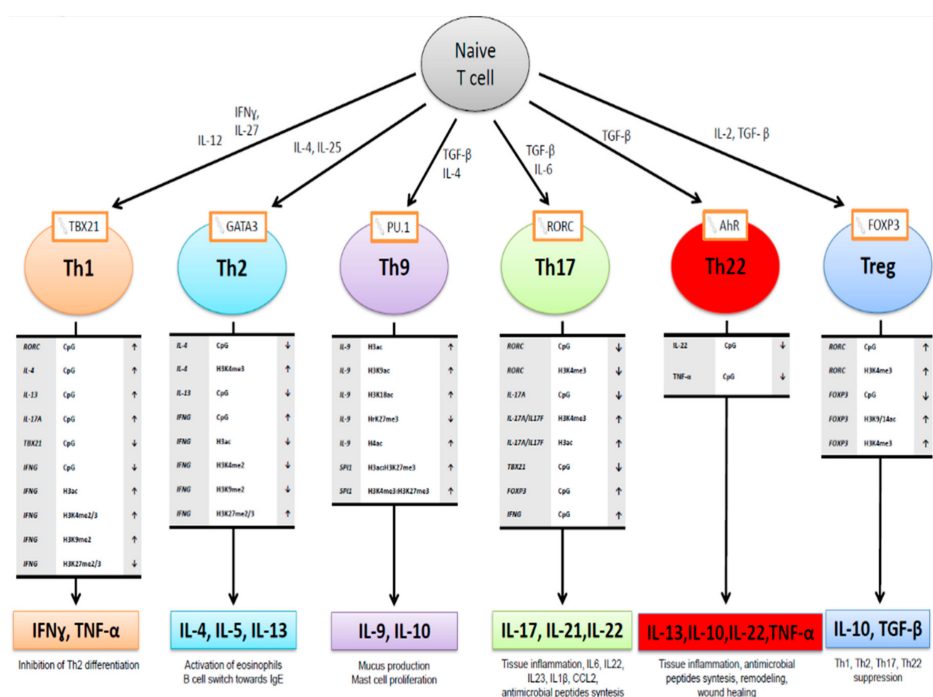 Naive
T cell
IFNɣ,
IL-27
IL-12
IL-4, IL-25
TGF-β
IL-4
TGF-β
IL-6
TGF-β
IL-2, TGF- β
TBX21
GATA3
PU.1
RORC
AhR
FOXP3
Th1
Th2
Th9
Th17
Th22
Treg
RORC CpG ↑
IL-4 CpG ↑
IL-13 CpG ↑
IL-17A CpG ↑
TBX21 CpG ↑
IFNG CpG ↓
IFNG H3ac ↑
IFNG H3K4me2/3 ↑
IFNG H3K9me2 ↑
IFNG H3K27me2/3 ↓
IL-4 CpG ↓
IL-4 H3K4me3 ↑
IL-13 CpG ↓
IFNG CpG ↑
IFNG H3ac ↓
IFNG H3K4me2 ↓
IFNG H3K9me2 ↓
IFNG H3K27me2/3 ↑
IL-9 H3ac ↑
IL-9 H3K9ac ↑
IL-9 H3K18ac ↑
IL-9 HrK27me3 ↓
IL-9 H4ac ↑
SPI1 H3ac:H3K27me3 ↑
SPI1 H3K4me3:H3K27me3 ↑
RORC CpG ↓
RORC H3K4me3 ↓
IL-17A CpG ↓
IL-17A/IL17F H3K4me3 ↑
IL-17A/IL17F H3ac ↑
TBX21 CpG ↓
FOXP3 CpG ↑
IFNG CpG ↑
IL-22 CpG ↓
TNF-α CpG ↓
RORC CpG ↑
RORC H3K4me3 ↑
FOXP3 CpG ↓
FOXP3 H3K9/14ac ↑
FOXP3 H3K4me3 ↑
IFNɣ, TNF-α
IL-4, IL-5, IL-13
IL-9, IL-10
IL-17, IL-21,IL-22
IL-13,IL-10,IL-22,TNF-α
IL-10, TGF-β
Inhibition of Th2 differentiation
Activation of eosinophils
B cell switch towards IgE
Mucus production
Mast cell proliferation
Tissue inflammation, IL6, IL22,
IL23, IL1β, CCL2,
antimicrobial peptides syntesis
Tissue inflammation, antimicrobial
peptides syntesis, remodeling,
wound healing
Th1, Th2, Th17, Th22
suppression